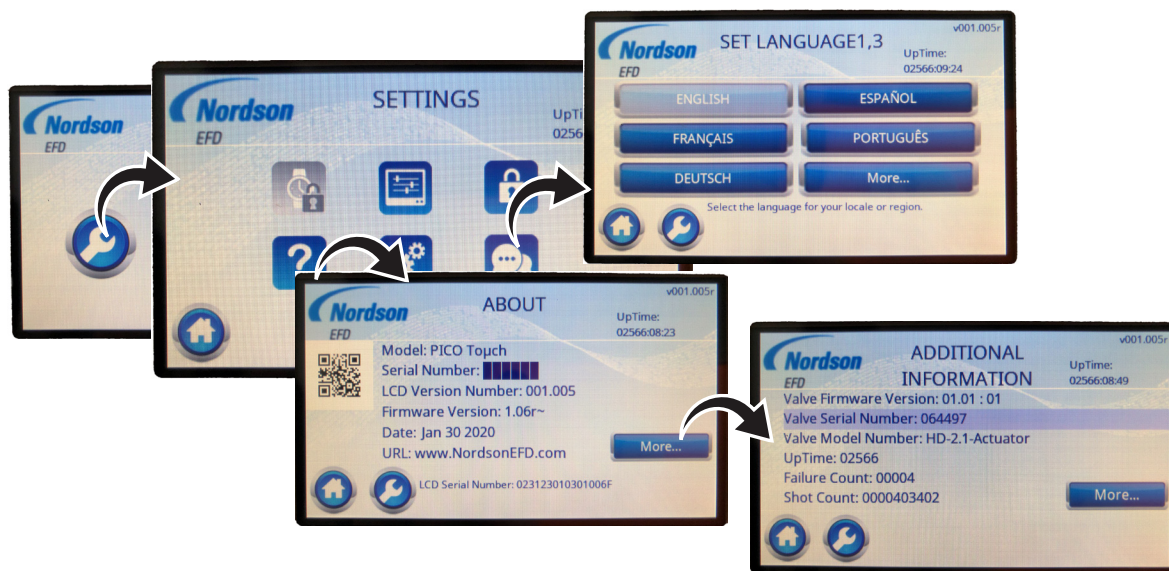 Nordson
EFD
Nordson
EFD
SETTINGS
UpTi
0256
v001.005r
Nordson
EFD
SET LANGUAGE1,3
UpTime:
02566:09:24
ENGLISH
ESPAÑOL
FRANÇAIS
PORTUGUÊS
DEUTSCH
More...
Select the language for your locale or region.
v001.005r
Nordson
EFD
ABOUT
UpTime:
02566:08:23
Model: PICO Toμch
Serial Number:
LCD Version Number: 001.005
Firmware Version: 1.06r~
Date: Jan 30 2020
URL: www.NordsonEFD.com
More...
LCD Serial Number: 023123010301006F
v001.005r
Nordson
EFD
ADDITIONAL
INFORMATION
UpTime:
02566:08:49
Valve Firmware Version: 01.01 : 01
Valve Serial Number: 064497
Valve Model Number: HD-2.1-Actuator
UpTime: 02566
Failure Count: 00004
Shot Count: 0000403402
More...